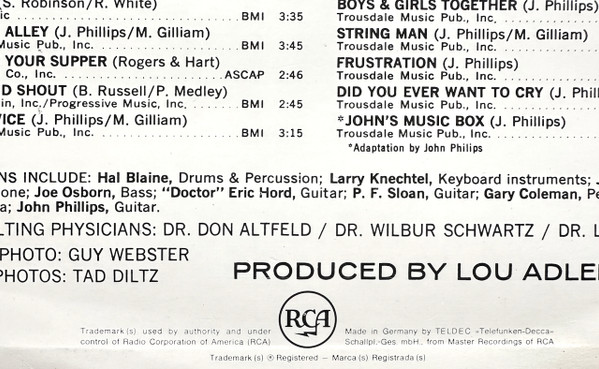 S. Robinson/R. White)
BMI 3:35
ALLEY (J. Phillips/M. Gilliam)
Music Pub., Inc. BMI 3:45
YOUR SUPPER (Rogers & Hart)
Co., Inc. ASCAP 2:46
D SHOUT (B. Russell/P. Medley)
in, Inc./Progressive Music, Inc. BMI 2:45
VICE (J. Phillips/M. Gilliam)
Music Pub., Inc. BMI 3:15
BOYS & GIRLS TOGETHER (J. Phillips)
Trousdale Music Pub., Inc.
STRING MAN (J. Phillips/M. Gilliam)
Trousdale Music Pub., Inc.
FRUSTRATION (J. Phillips)
Trousdale Music Pub., Inc.
DID YOU EVER WANT TO CRY (J. Phill
Trousdale Music Pub., Inc.
*JOHN'S MUSIC BOX (J. Phillips)
Trousdale Music Pub., Inc.
*Adaptation by John Philips
NS INCLUDE: Hal Blaine, Drums & Percussion; Larry Knechtel, Keyboard instruments;
one; Joe Osborn, Bass; "Doctor" Eric Hord, Guitar; P. F. Sloan, Guitar; Gary Coleman, Pe
a; John Phillips, Guitar.
LTING PHYSICIANS: DR. DON ALTFELD / DR. WILBUR SCHWARTZ / DR. L
PHOTO: GUY WEBSTER
PHOTOS: TAD DILTZ
PRODUCED BY LOU ADLE
RCA
Trademark(s) used by authority and under
control of Radio Corporation of America (RCA)
Made in Germany by TELDEC »Telefunken-Decca«
Schallpl.-Ges. mbH., from Master Recordings of RCA
Trademark(s) ® Registered — Marca(s) Registrada(s)